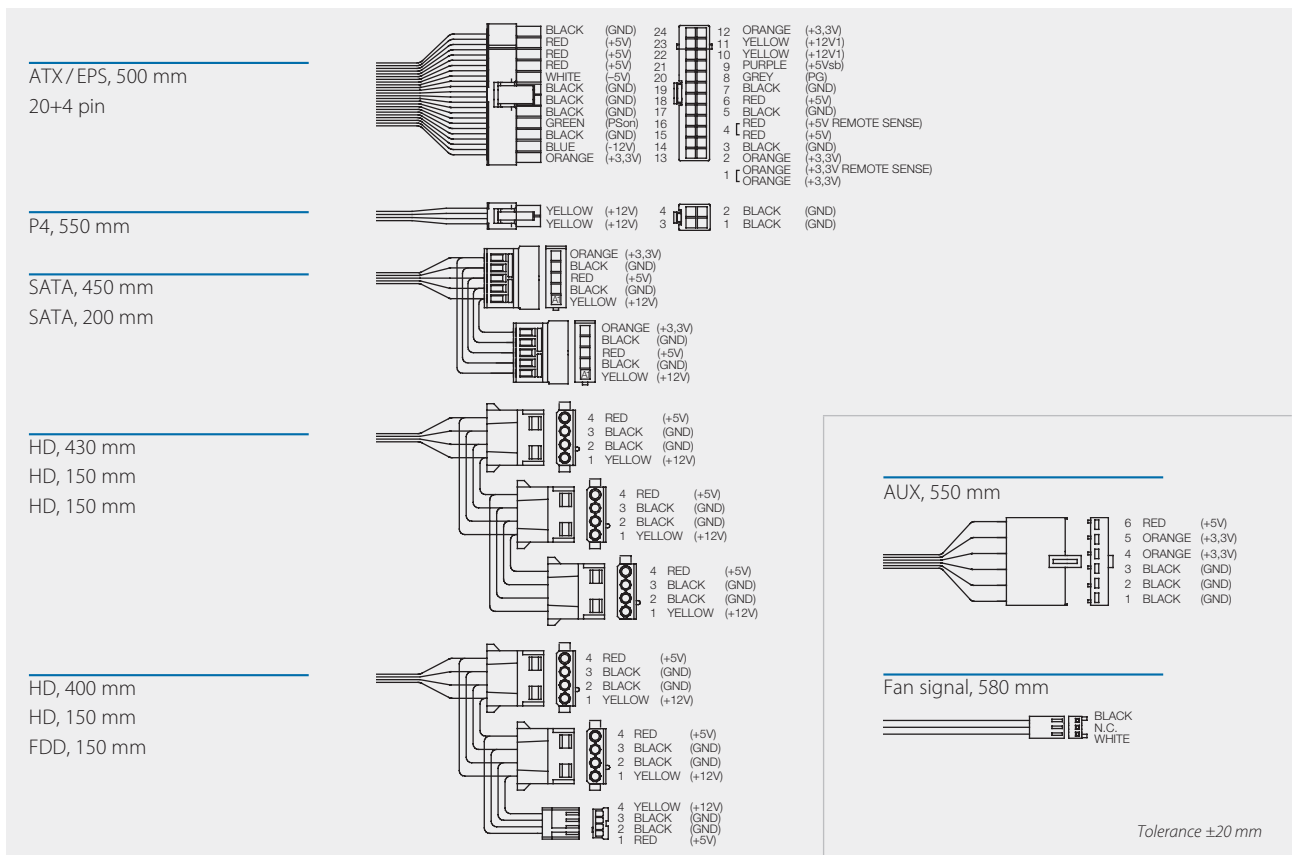 ATX / EPS, 500 mm
20+4 pin
BLACK (GND) 24
RED (+5V) 23
RED (+5V) 22
RED (+5V) 21
WHITE (–5V) 20
BLACK (GND) 19
BLACK (GND) 18
BLACK (GND) 17
GREEN (PSon) 16
BLACK (GND) 15
BLUE (-12V) 14
ORANGE (+3,3V) 13
12 ORANGE (+3,3V)
11 YELLOW (+12V1)
10 YELLOW (+12V1)
9 PURPLE (+5Vsb)
8 GREY (PG)
7 BLACK (GND)
6 RED (+5V)
5 BLACK (GND)
4 [ RED (+5V REMOTE SENSE)
RED (+5V)
3 BLACK (GND)
2 ORANGE (+3,3V)
1 [ ORANGE (+3,3V REMOTE SENSE)
ORANGE (+3,3V)
P4, 550 mm
YELLOW (+12V) 4
YELLOW (+12V) 3
2 BLACK (GND)
1 BLACK (GND)
SATA, 450 mm
SATA, 200 mm
ORANGE (+3,3V)
BLACK (GND)
RED (+5V)
BLACK (GND)
YELLOW (+12V)
A1
ORANGE (+3,3V)
BLACK (GND)
RED (+5V)
BLACK (GND)
YELLOW (+12V)
A1
HD, 430 mm
HD, 150 mm
HD, 150 mm
4 RED (+5V)
3 BLACK (GND)
2 BLACK (GND)
1 YELLOW (+12V)
4 RED (+5V)
3 BLACK (GND)
2 BLACK (GND)
1 YELLOW (+12V)
4 RED (+5V)
3 BLACK (GND)
2 BLACK (GND)
1 YELLOW (+12V)
HD, 400 mm
HD, 150 mm
FDD, 150 mm
4 RED (+5V)
3 BLACK (GND)
2 BLACK (GND)
1 YELLOW (+12V)
4 RED (+5V)
3 BLACK (GND)
2 BLACK (GND)
1 YELLOW (+12V)
4 YELLOW (+12V)
3 BLACK (GND)
2 BLACK (GND)
1 RED (+5V)
AUX, 550 mm
6 RED (+5V)
5 ORANGE (+3,3V)
4 ORANGE (+3,3V)
3 BLACK (GND)
2 BLACK (GND)
1 BLACK (GND)
Fan signal, 580 mm
BLACK
N.C.
WHITE
Tolerance ±20 mm